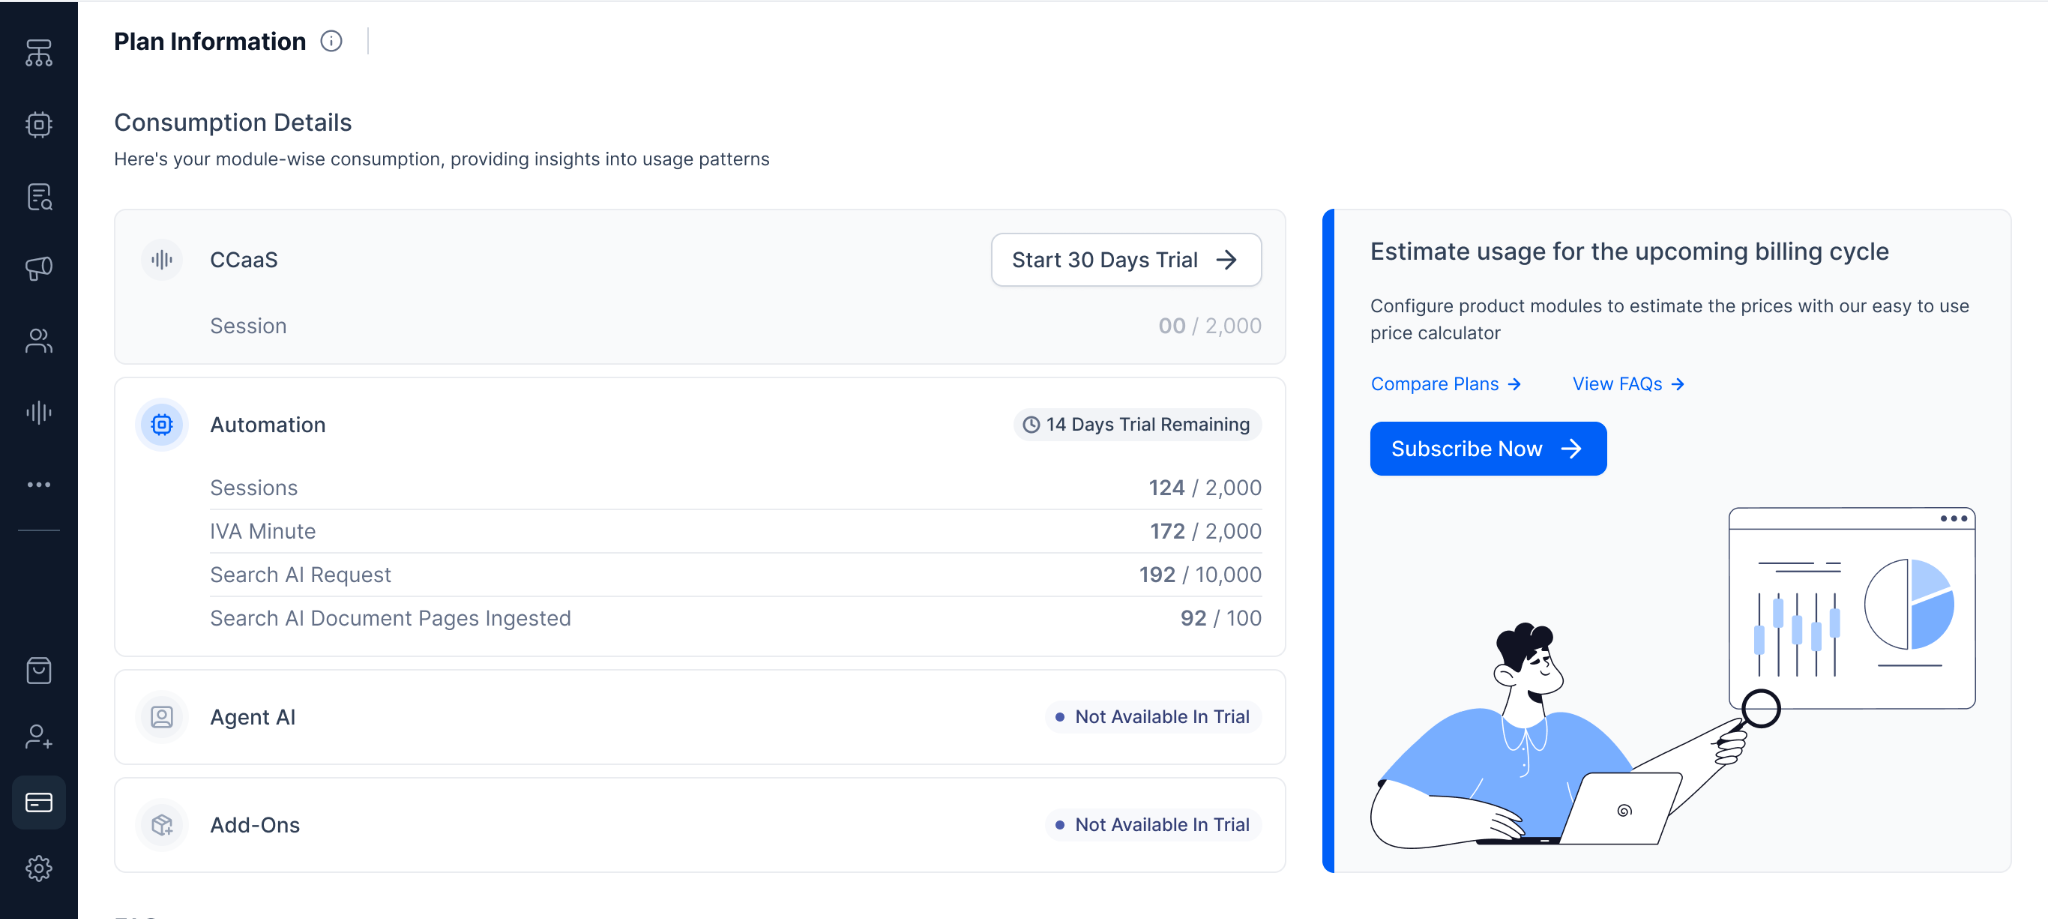 Plan Information
Consumption Details
Here's your module-wise consumption, providing insights into usage patterns
CCaaS
Start 30 Days Trial
Session
00 / 2,000
Automation
14 Days Trial Remaining
Sessions
124 / 2,000
IVA Minute
172 / 2,000
Search AI Request
192 / 10,000
Search AI Document Pages Ingested
92 / 100
Agent AI
Not Available In Trial
Add-Ons
Not Available In Trial
Estimate usage for the upcoming billing cycle
Configure product modules to estimate the prices with our easy to use
price calculator
Compare Plans
View FAQs
Subscribe Now